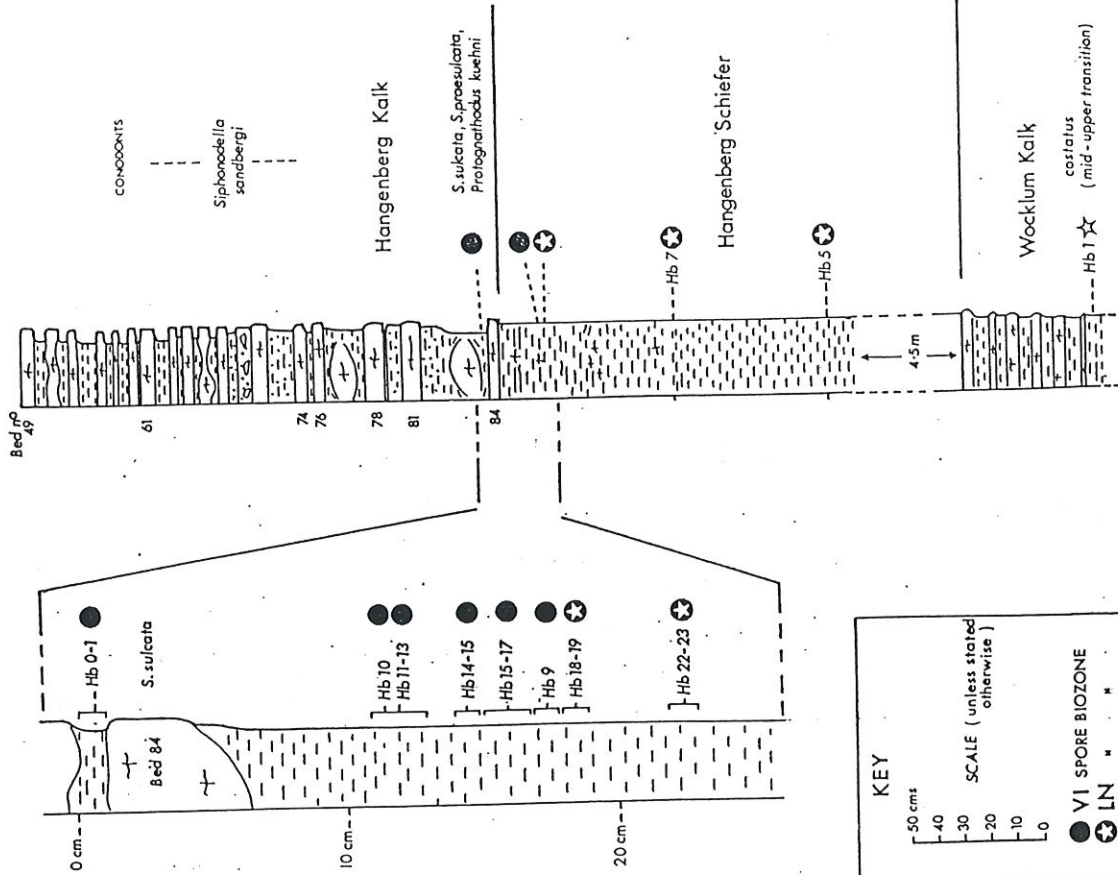 Bed nº
49
61
74
76
78
81
84
CONODONTS
Siphonodella
sandbergi
Hangenberg Kalk
S.sulcata, S.praesulcata,
Protognathodus kuehni
Hangenberg Schiefer
Hb 7
Hb 5
4·5m
Wocklum Kalk
costatus
(mid-upper transition)
Hb 1
0 cm
10 cm
20 cm
Bed 84
Hb 0-1
S.sulcata
Hb 10
Hb 11-13
Hb 14-15
Hb 15-17
Hb 9
Hb 18-19
Hb 22-23
KEY
50 cms
40
30
20
10
0
SCALE (unless stated
otherwise)
VI SPORE BIOZONE
LN " "